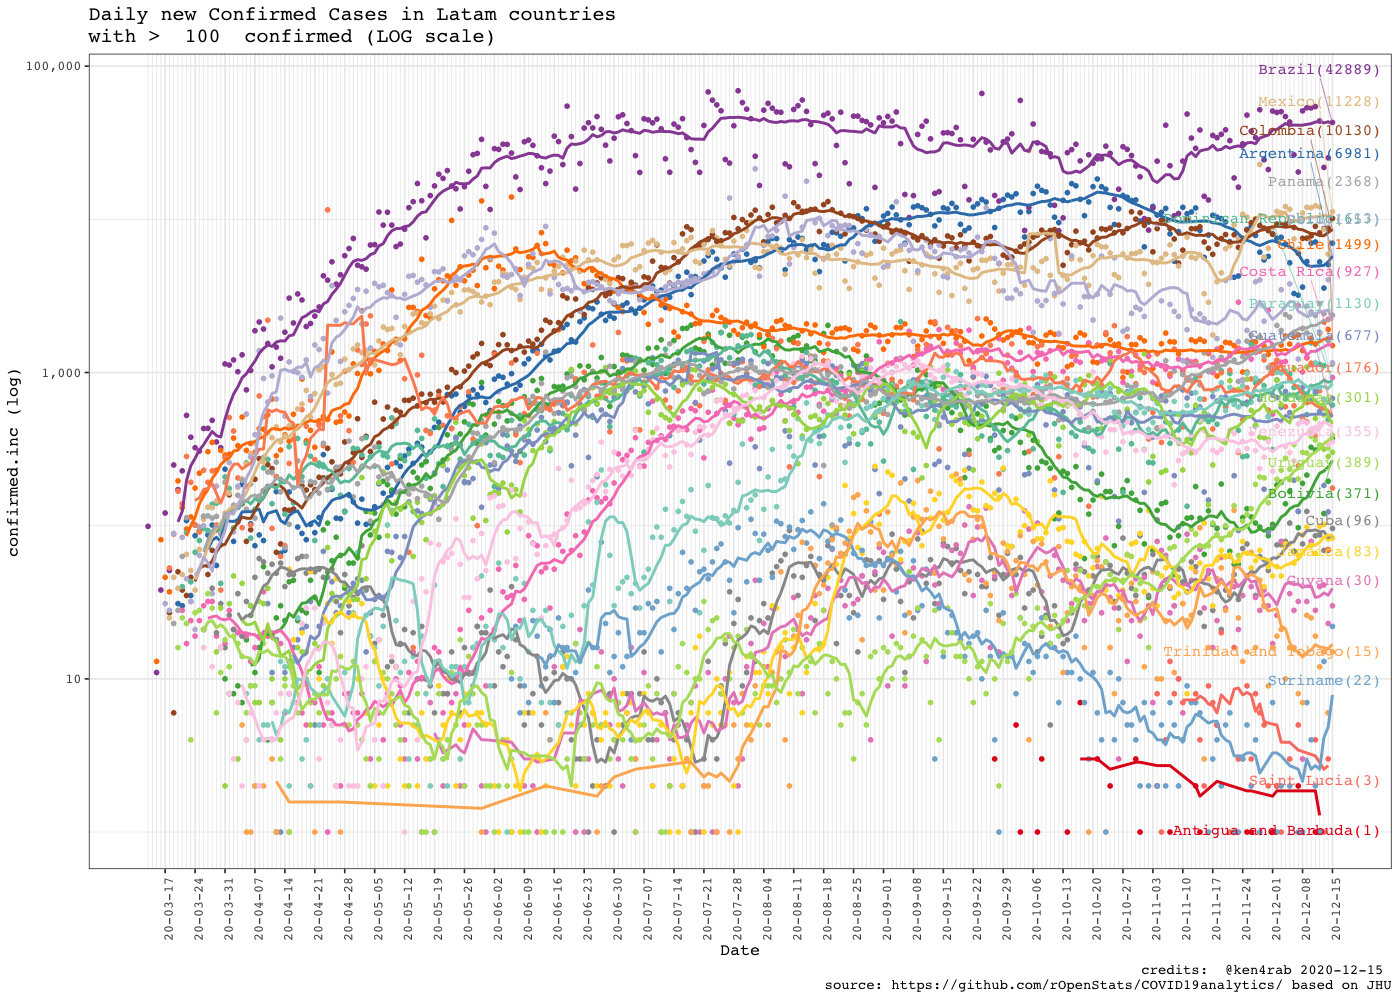 Daily new Confirmed Cases in Latam countries
with >  100  confirmed (LOG scale)
confirmed.inc (log)
100,000
1,000
10
Brazil(42889)
Mexico(11228)
Colombia(10130)
Argentina(6981)
Panama(2368)
Dominican Republic(653)
Chile(1499)
Costa Rica(927)
Paraguay(1130)
Guatemala(677)
Ecuador(176)
(301)
(355)
Uruguay(389)
Bolivia(371)
Cuba(96)
Jamaica(83)
Guyana(30)
Trinidad and Tobago(15)
Suriname(22)
Saint Lucia(3)
Antigua and Barbuda(1)
20-03-17
20-03-24
20-03-31
20-04-07
20-04-14
20-04-21
20-04-28
20-05-05
20-05-12
20-05-19
20-05-26
20-06-02
20-06-09
20-06-16
20-06-23
20-06-30
20-07-07
20-07-14
20-07-21
20-07-28
20-08-04
20-08-11
20-08-18
20-08-25
20-09-01
20-09-08
20-09-15
20-09-22
20-09-29
20-10-06
20-10-13
20-10-20
20-10-27
20-11-03
20-11-10
20-11-17
20-11-24
20-12-01
20-12-08
20-12-15
Date
credits:  @ken4rab 2020-12-15
source: https://github.com/rOpenStats/COVID19analytics/ based on JHU